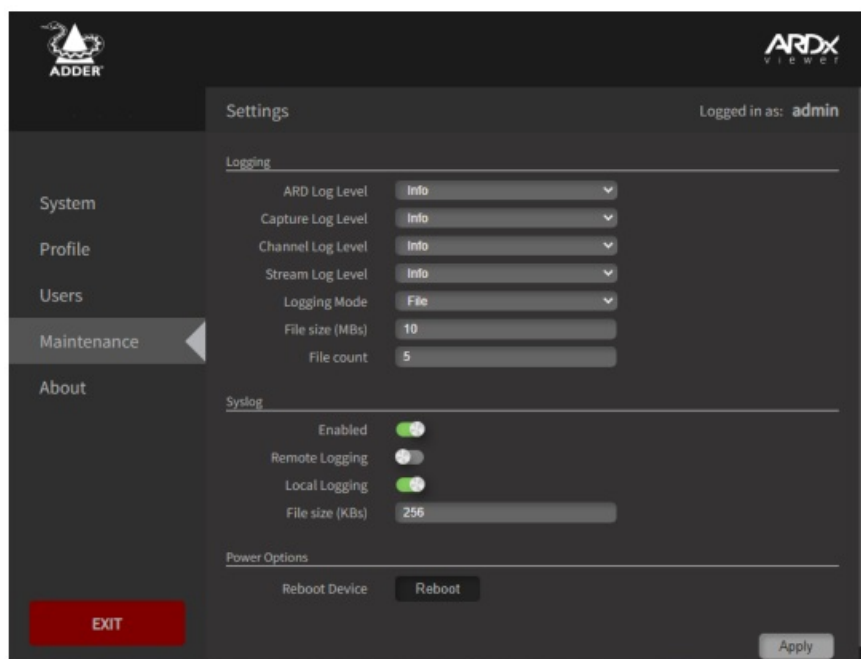 ADDER
ARDx
viewer
Settings
Logged in as: admin
System
Profile
Users
Maintenance
About
EXIT
Logging
ARD Log Level Info
Capture Log Level Info
Channel Log Level Info
Stream Log Level Info
Logging Mode File
File size (MBs) 10
File count 5
Syslog
Enabled
Remote Logging
Local Logging
File size (KBs) 256
Power Options
Reboot Device Reboot
Apply